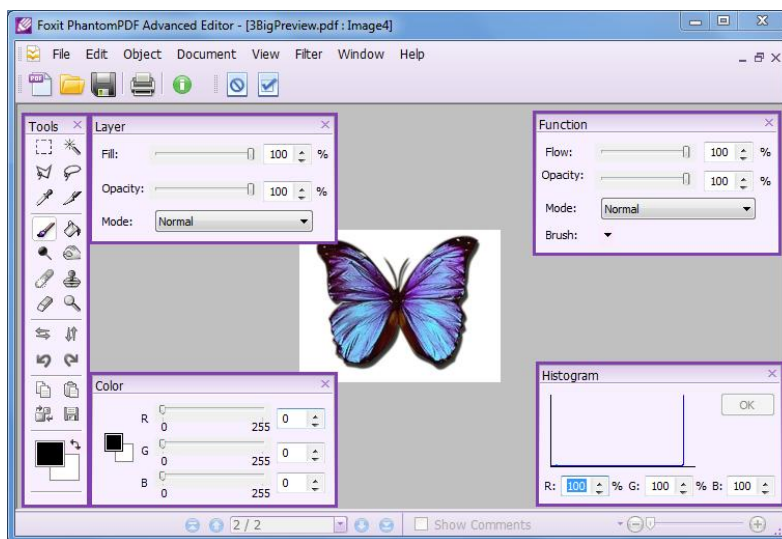 Foxit PhantomPDF Advanced Editor - [3BigPreview.pdf : Image4]
File Edit Object Document View Filter Window Help
PDF
Tools
Layer
Fill: 100 %
Opacity: 100 %
Mode: Normal
Function
Flow: 100 %
Opacity: 100 %
Mode: Normal
Brush:
Color
R 0
0 255
G 0
0 255
B 0
0 255
Histogram
OK
R: 100 % G: 100 % B: 100
2 / 2
Show Comments